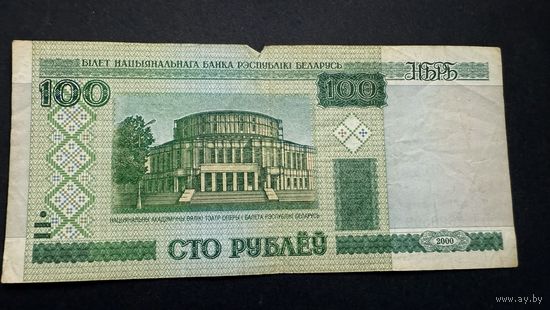 БІЛЕТ НАЦЫЯНАЛЬНАГА БАНКА РЭСПУБЛІКІ БЕЛАРУСЬ
НБРБ
100
100
НАЦЫЯНАЛЬНЫ АКАДЭМІЧНЫ ВЯЛІКІ ТЭАТР ОПЕРЫ І БАЛЕТА РЭСПУБЛІКІ БЕЛАРУСЬ
СТО РУБЛЁЎ
2000
www.ay.by